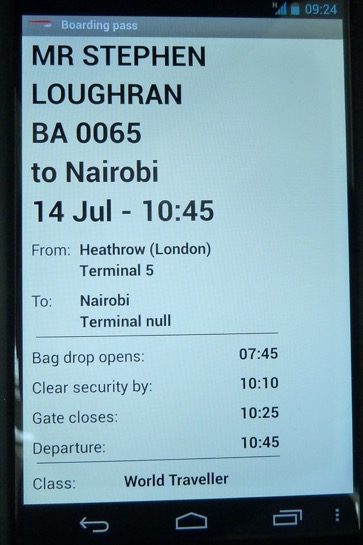 H 09:24
Boarding pass
MR STEPHEN
LOUGHRAN
BA 0065
to Nairobi
14 Jul - 10:45
From: Heathrow (London)
Terminal 5
To: Nairobi
Terminal null
Bag drop opens: 07:45
Clear security by: 10:10
Gate closes: 10:25
Departure: 10:45
Class: World Traveller